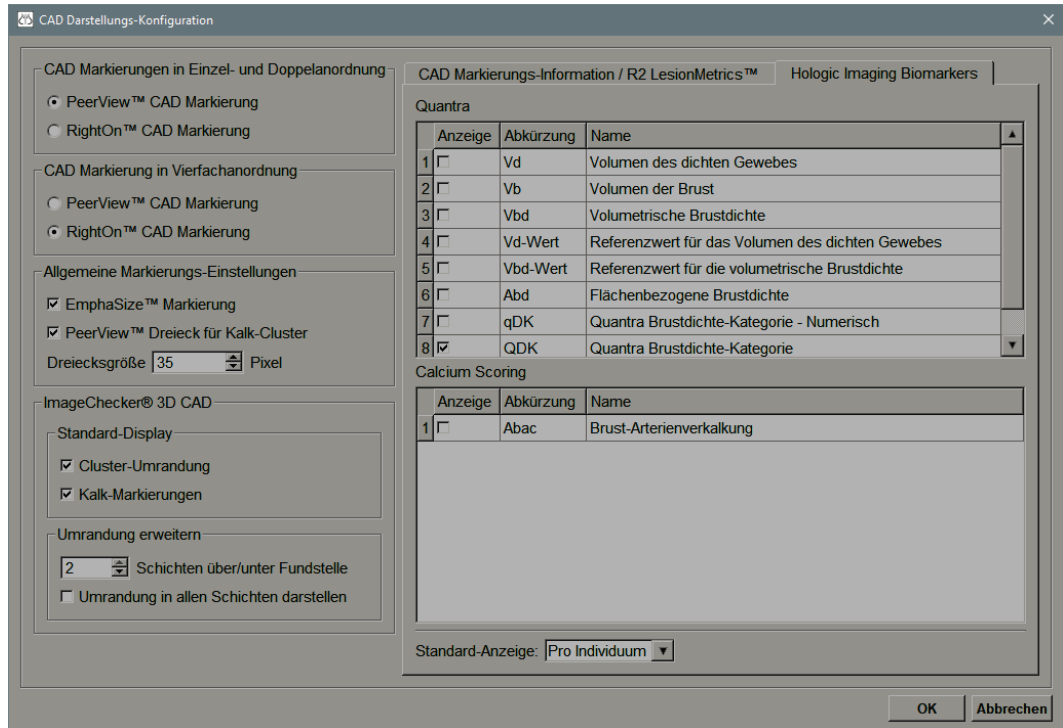 CAD Darstellungs-Konfiguration
CAD Markierungen in Einzel- und Doppelanordnung
PeerView™ CAD Markierung
RightOn™ CAD Markierung
CAD Markierung in Vierfachanordnung
PeerView™ CAD Markierung
RightOn™ CAD Markierung
Allgemeine Markierungs-Einstellungen
EmphaSize™ Markierung
PeerView™ Dreieck für Kalk-Cluster
Dreiecksgröße 35 Pixel
ImageChecker® 3D CAD
Standard-Display
Cluster-Umrandung
Kalk-Markierungen
Umrandung erweitern
2 Schichten über/unter Fundstelle
Umrandung in allen Schichten darstellen
CAD Markierungs-Information / R2 LesionMetrics™ Hologic Imaging Biomarkers
Quantra
Anzeige Abkürzung Name
1 Vd Volumen des dichten Gewebes
2 Vb Volumen der Brust
3 Vbd Volumetrische Brustdichte
4 Vd-Wert Referenzwert für das Volumen des dichten Gewebes
5 Vbd-Wert Referenzwert für die volumetrische Brustdichte
6 Abd Flächenbezogene Brustdichte
7 qDK Quantra Brustdichte-Kategorie - Numerisch
8 QDK Quantra Brustdichte-Kategorie
Calcium Scoring
Anzeige Abkürzung Name
1 Abac Brust-Arterienverkalkung
Standard-Anzeige: Pro Individuum
OK Abbrechen